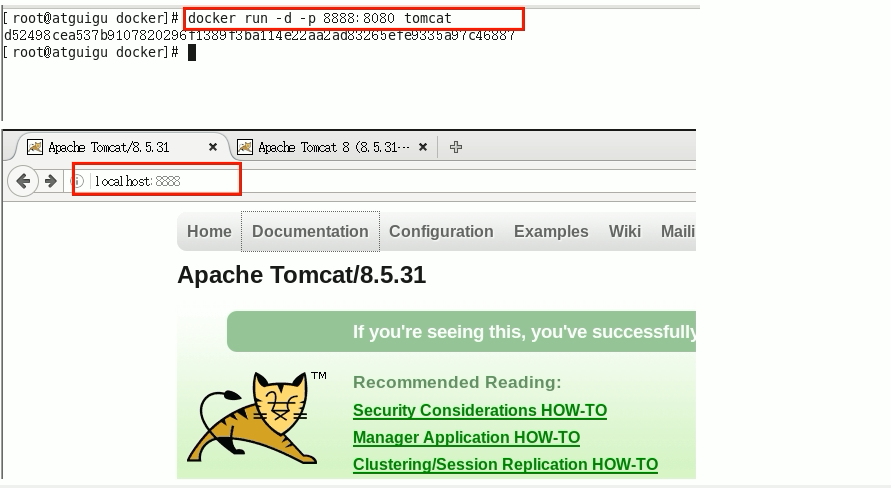 [root@atguigu docker]# docker run -d -p 8888:8080 tomcat
d52498cea537b9107820296f1389f3ba114e22aa2ad83265efe9335a97c46887
[root@atguigu docker]#
Apache Tomcat/8.5.31 Apache Tomcat 8 (8.5.31-...
localhost:8888
Home Documentation Configuration Examples Wiki Maili
Apache Tomcat/8.5.31
If you're seeing this, you've successfully
TM
Recommended Reading:
Security Considerations HOW-TO
Manager Application HOW-TO
Clustering/Session Replication HOW-TO